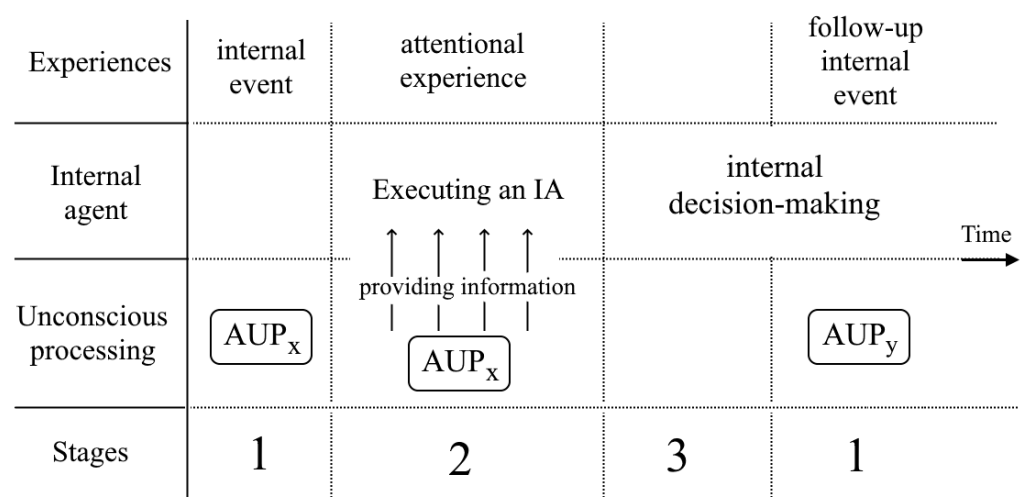 Experiences
internal
event
attentional
experience
follow-up
internal
event
Internal
agent
Executing an IA
internal
decision-making
Time
providing information
Unconscious
processing
AUPx
AUPx
AUPy
Stages
1
2
3
1